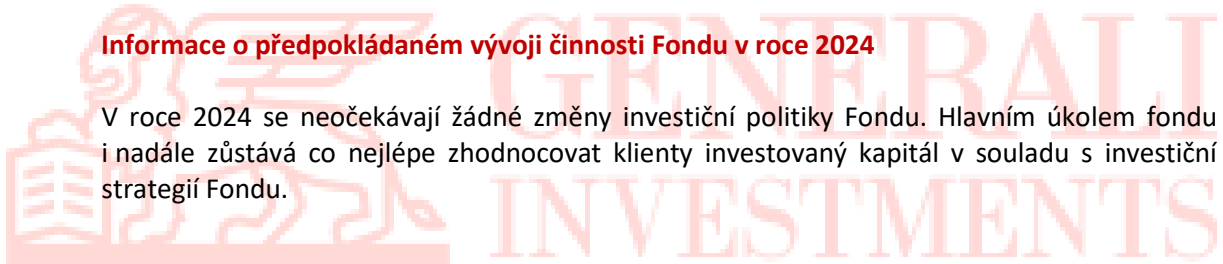 Informace o předpokládaném vývoji činnosti Fondu v roce 2024
V roce 2024 se neočekávají žádné změny investiční politiky Fondu. Hlavním úkolem fondu
i nadále zůstává co nejlépe zhodnocovat klienty investovaný kapitál v souladu s investiční
strategií Fondu.
GENERALI
INVESTMENTS